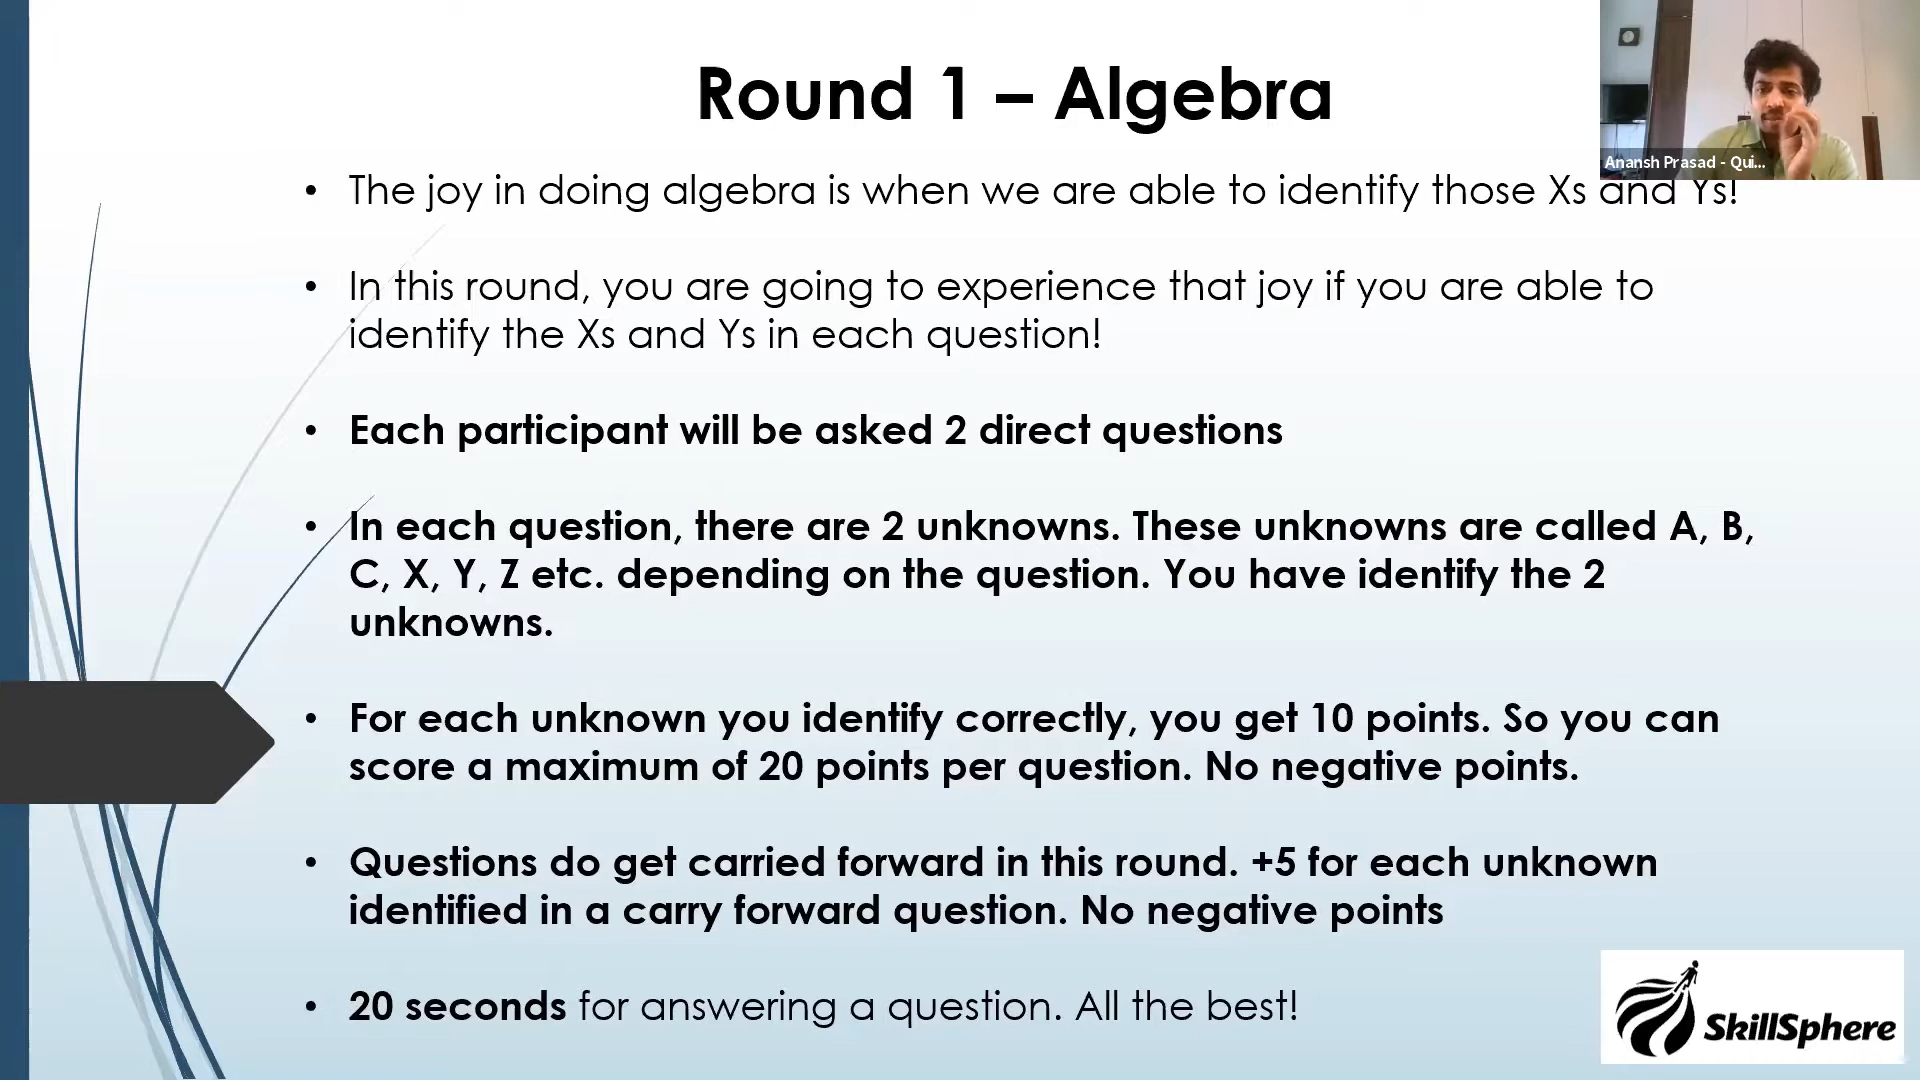 Round 1 – Algebra
Anansh Prasad - Qui...
• The joy in doing algebra is when we are able to identify those Xs and Ys!
• In this round, you are going to experience that joy if you are able to
identify the Xs and Ys in each question!
• Each participant will be asked 2 direct questions
• In each question, there are 2 unknowns. These unknowns are called A, B,
C, X, Y, Z etc. depending on the question. You have identify the 2
unknowns.
• For each unknown you identify correctly, you get 10 points. So you can
score a maximum of 20 points per question. No negative points.
• Questions do get carried forward in this round. +5 for each unknown
identified in a carry forward question. No negative points
• 20 seconds for answering a question. All the best!
SkillSphere